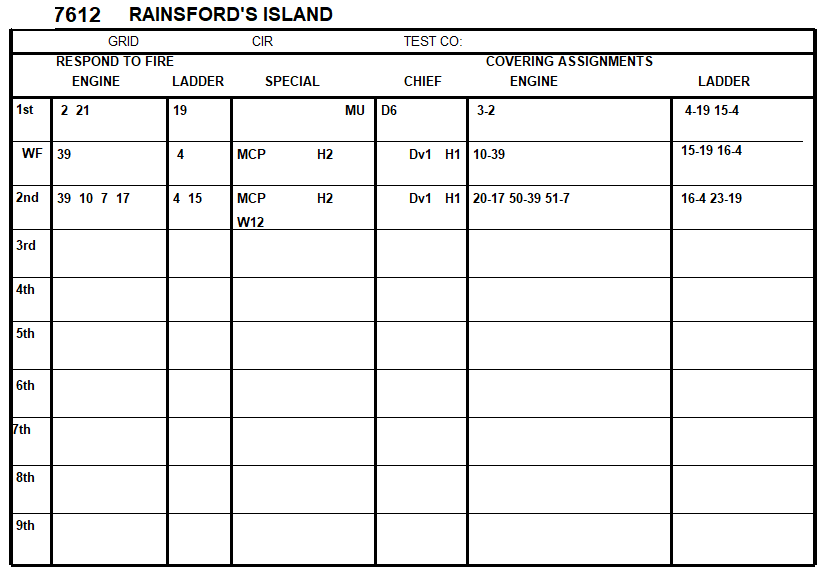 7612 RAINSFORD'S ISLAND
GRID CIR TEST CO:
RESPOND TO FIRE COVERING ASSIGNMENTS
ENGINE LADDER SPECIAL CHIEF ENGINE LADDER
1st 2 21 19 MU D6 3-2 4-19 15-4
WF 39 4 MCP H2 Dv1 H1 10-39 15-19 16-4
2nd 39 10 7 17 4 15 MCP H2 Dv1 H1 20-17 50-39 51-7 16-4 23-19
W12
3rd
4th
5th
6th
7th
8th
9th